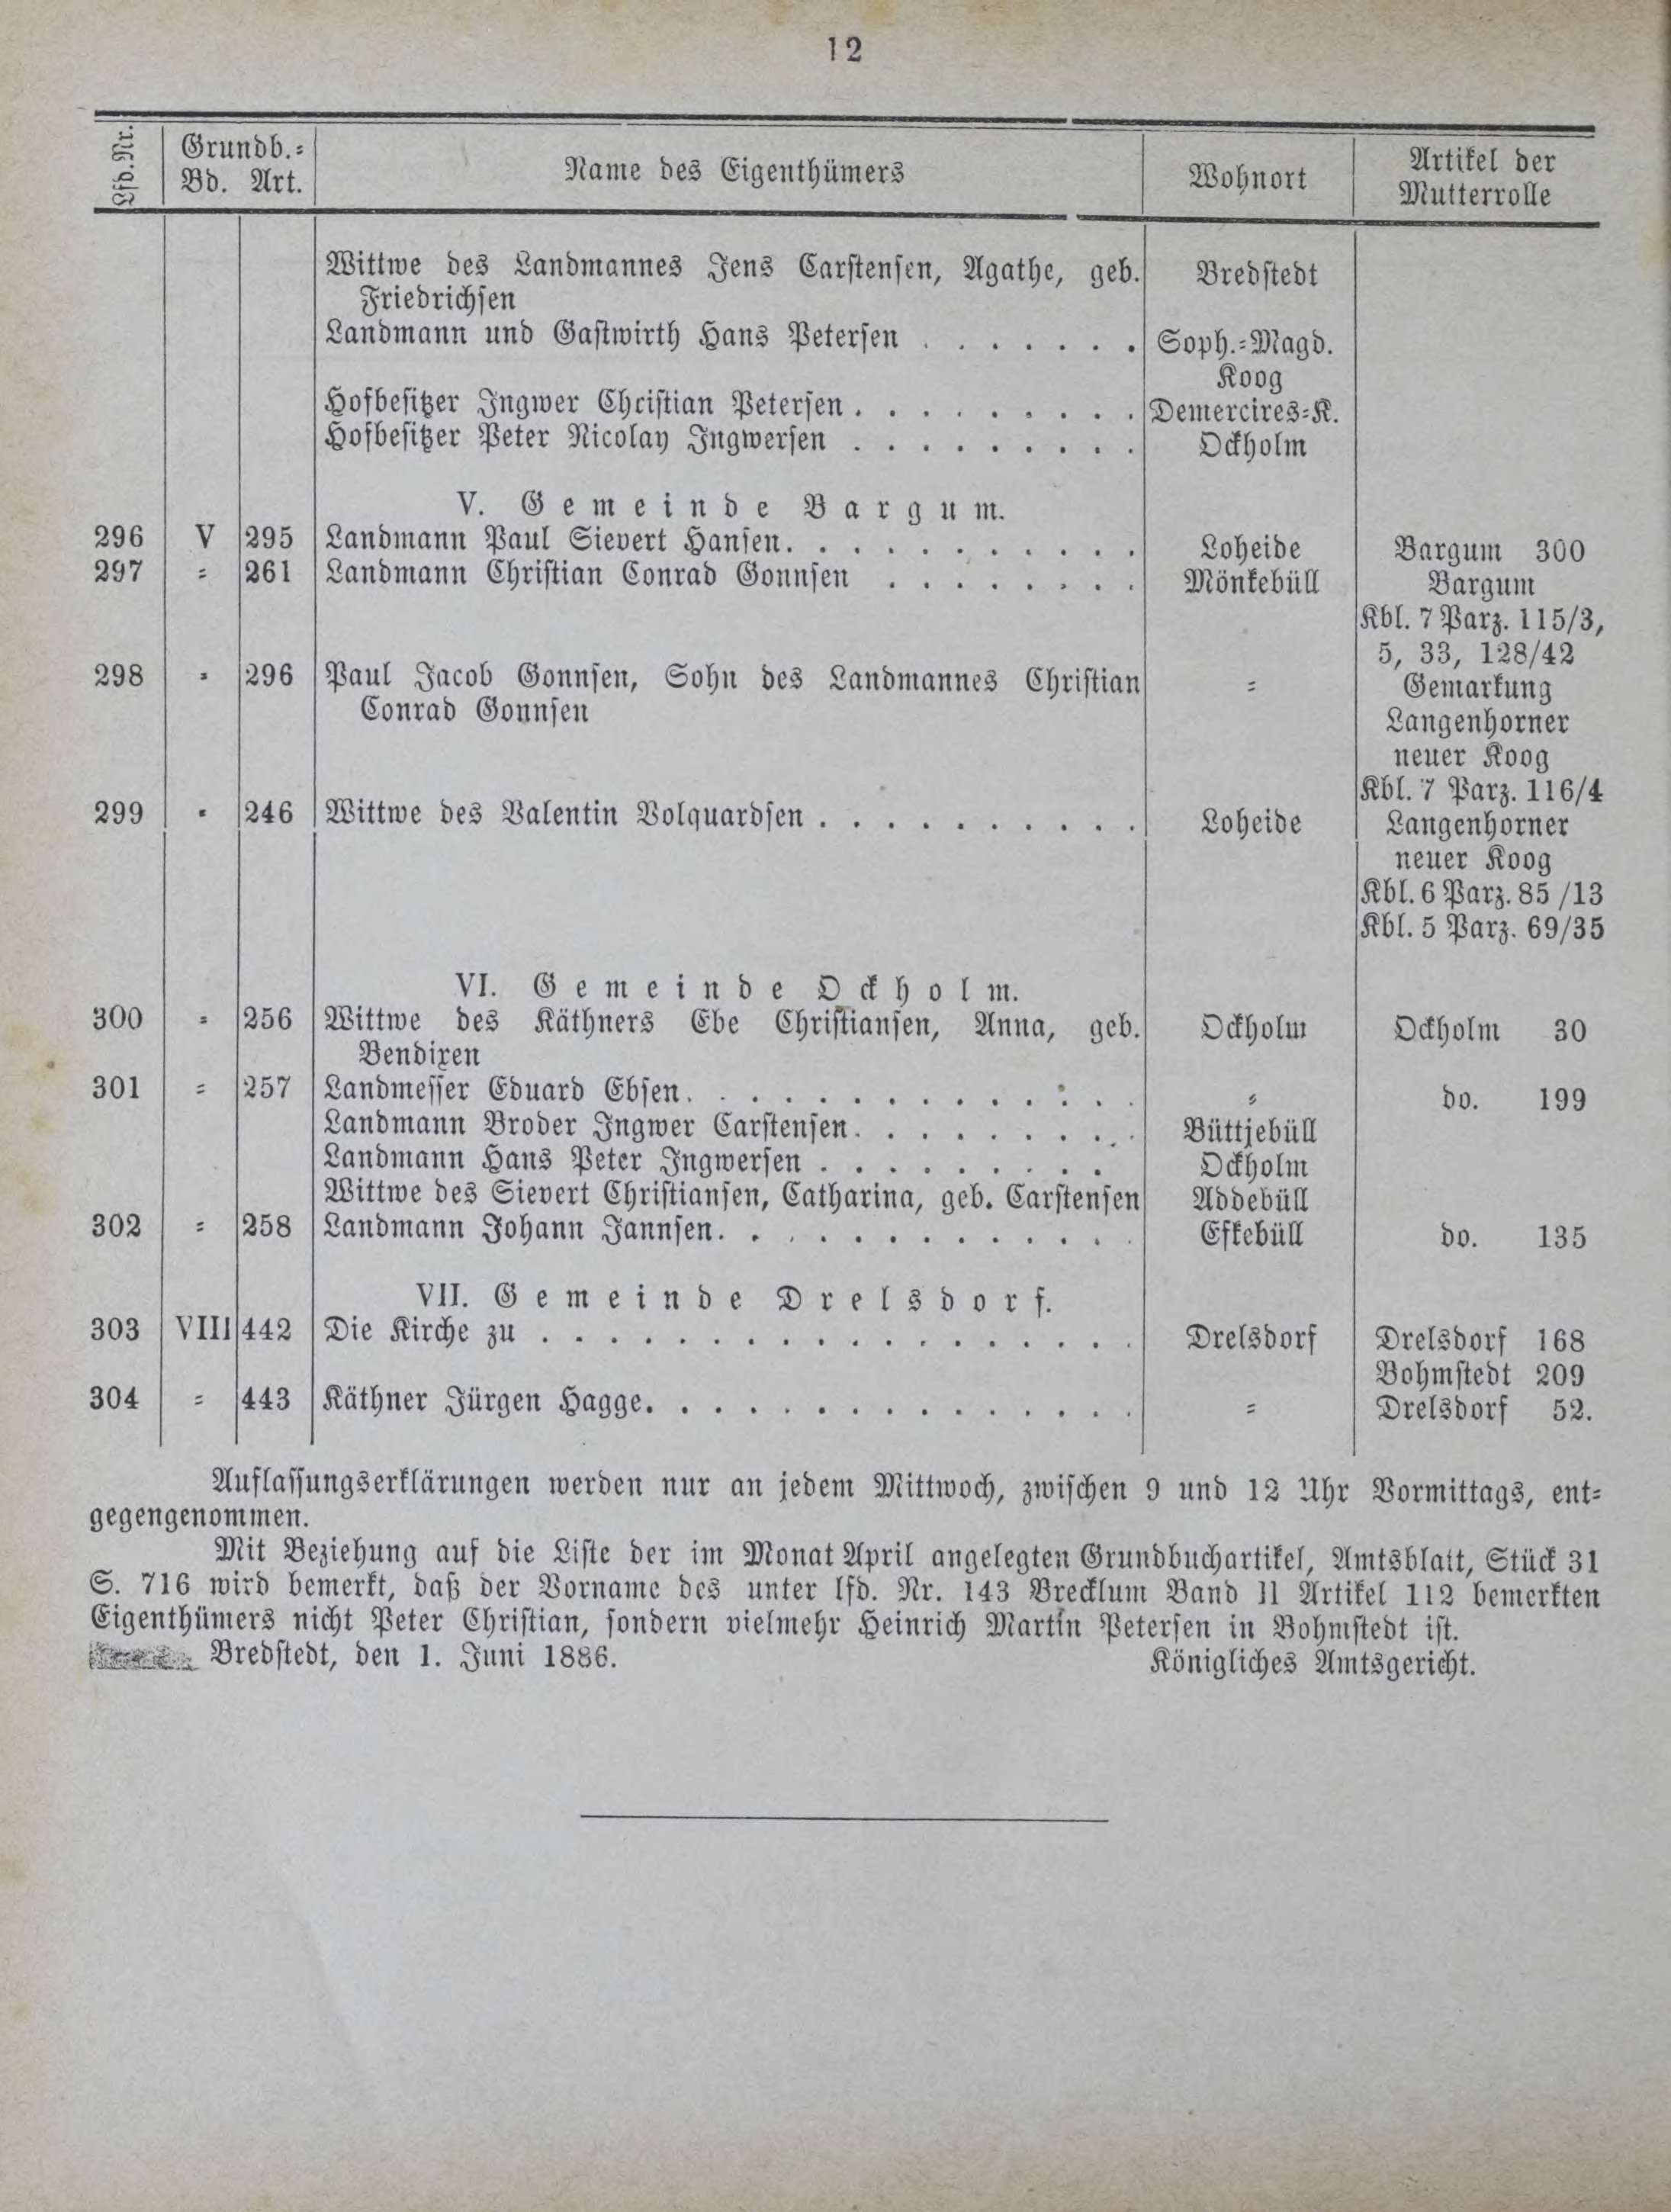 12
Lfd. Nr.
Grundb.=
Bd. Art.
Name des Eigenthümers
Wohnort
Artikel der
Mutterrolle
Wittwe des Landmannes Jens Carstensen, Agathe, geb. Bredstedt
Friedrichsen
Landmann und Gastwirth Hans Petersen . . . . . . . Soph.=Magd.
Koog
Hofbesitzer Ingwer Christian Petersen . . . . . . . . . Demercires=K.
Hofbesitzer Peter Nicolay Ingwersen . . . . . . . . . Ockholm
V. Gemeinde Bargum.
296 V 295 Landmann Paul Sievert Hansen. . . . . . . . . . . Loheide Bargum 300
297 = 261 Landmann Christian Conrad Gonnsen . . . . . . . . Mönkebüll Bargum
Kbl. 7 Parz. 115/3,
5, 33, 128/42
298 = 296 Paul Jacob Gonnsen, Sohn des Landmannes Christian = Gemarkung
Conrad Gonnsen Langenhorner
neuer Koog
Kbl. 7 Parz. 116/4
299 = 246 Wittwe des Valentin Volquardsen . . . . . . . . . . Loheide Langenhorner
neuer Koog
Kbl. 6 Parz. 85 /13
Kbl. 5 Parz. 69/35
VI. Gemeinde Ockholm.
300 = 256 Wittwe des Käthners Ebe Christiansen, Anna, geb. Ockholm Ockholm 30
Bendixen
301 = 257 Landmesser Eduard Ebsen. . . . . . . . . . . . . . = do. 199
Landmann Broder Ingwer Carstensen. . . . . . . . . Büttjebüll
Landmann Hans Peter Ingwersen . . . . . . . . . Ockholm
Wittwe des Sievert Christiansen, Catharina, geb. Carstensen Addebüll
302 = 258 Landmann Johann Jannsen. . . . . . . . . . . . . Efkebüll do. 135
VII. Gemeinde Drelsdorf.
303 VIII 442 Die Kirche zu . . . . . . . . . . . . . . . . . . Drelsdorf Drelsdorf 168
Bohmstedt 209
304 = 443 Käthner Jürgen Hagge. . . . . . . . . . . . . . . = Drelsdorf 52.
Auflassungserklärungen werden nur an jedem Mittwoch, zwischen 9 und 12 Uhr Vormittags, ent=
gegengenommen.
Mit Beziehung auf die Liste der im Monat April angelegten Grundbuchartikel, Amtsblatt, Stück 31
S. 716 wird bemerkt, daß der Vorname des unter lfd. Nr. 143 Brecklum Band II Artikel 112 bemerkten
Eigenthümers nicht Peter Christian, sondern vielmehr Heinrich Martin Petersen in Bohmstedt ist.
Bredstedt, den 1. Juni 1886. Königliches Amtsgericht.